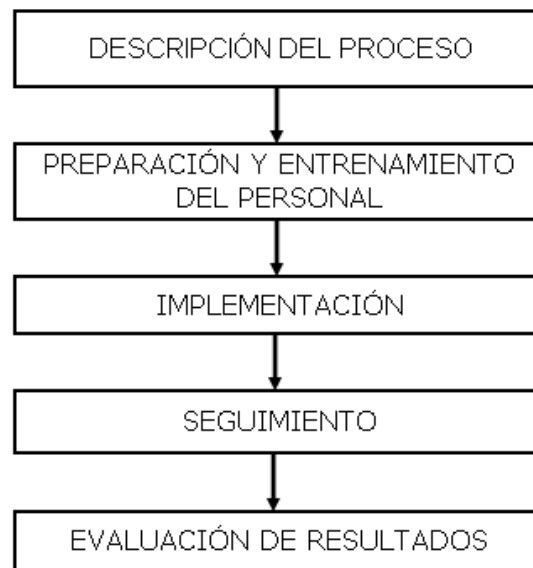 DESCRIPCIÓN DEL PROCESO
PREPARACIÓN Y ENTRENAMIENTO
DEL PERSONAL
IMPLEMENTACIÓN
SEGUIMIENTO
EVALUACIÓN DE RESULTADOS